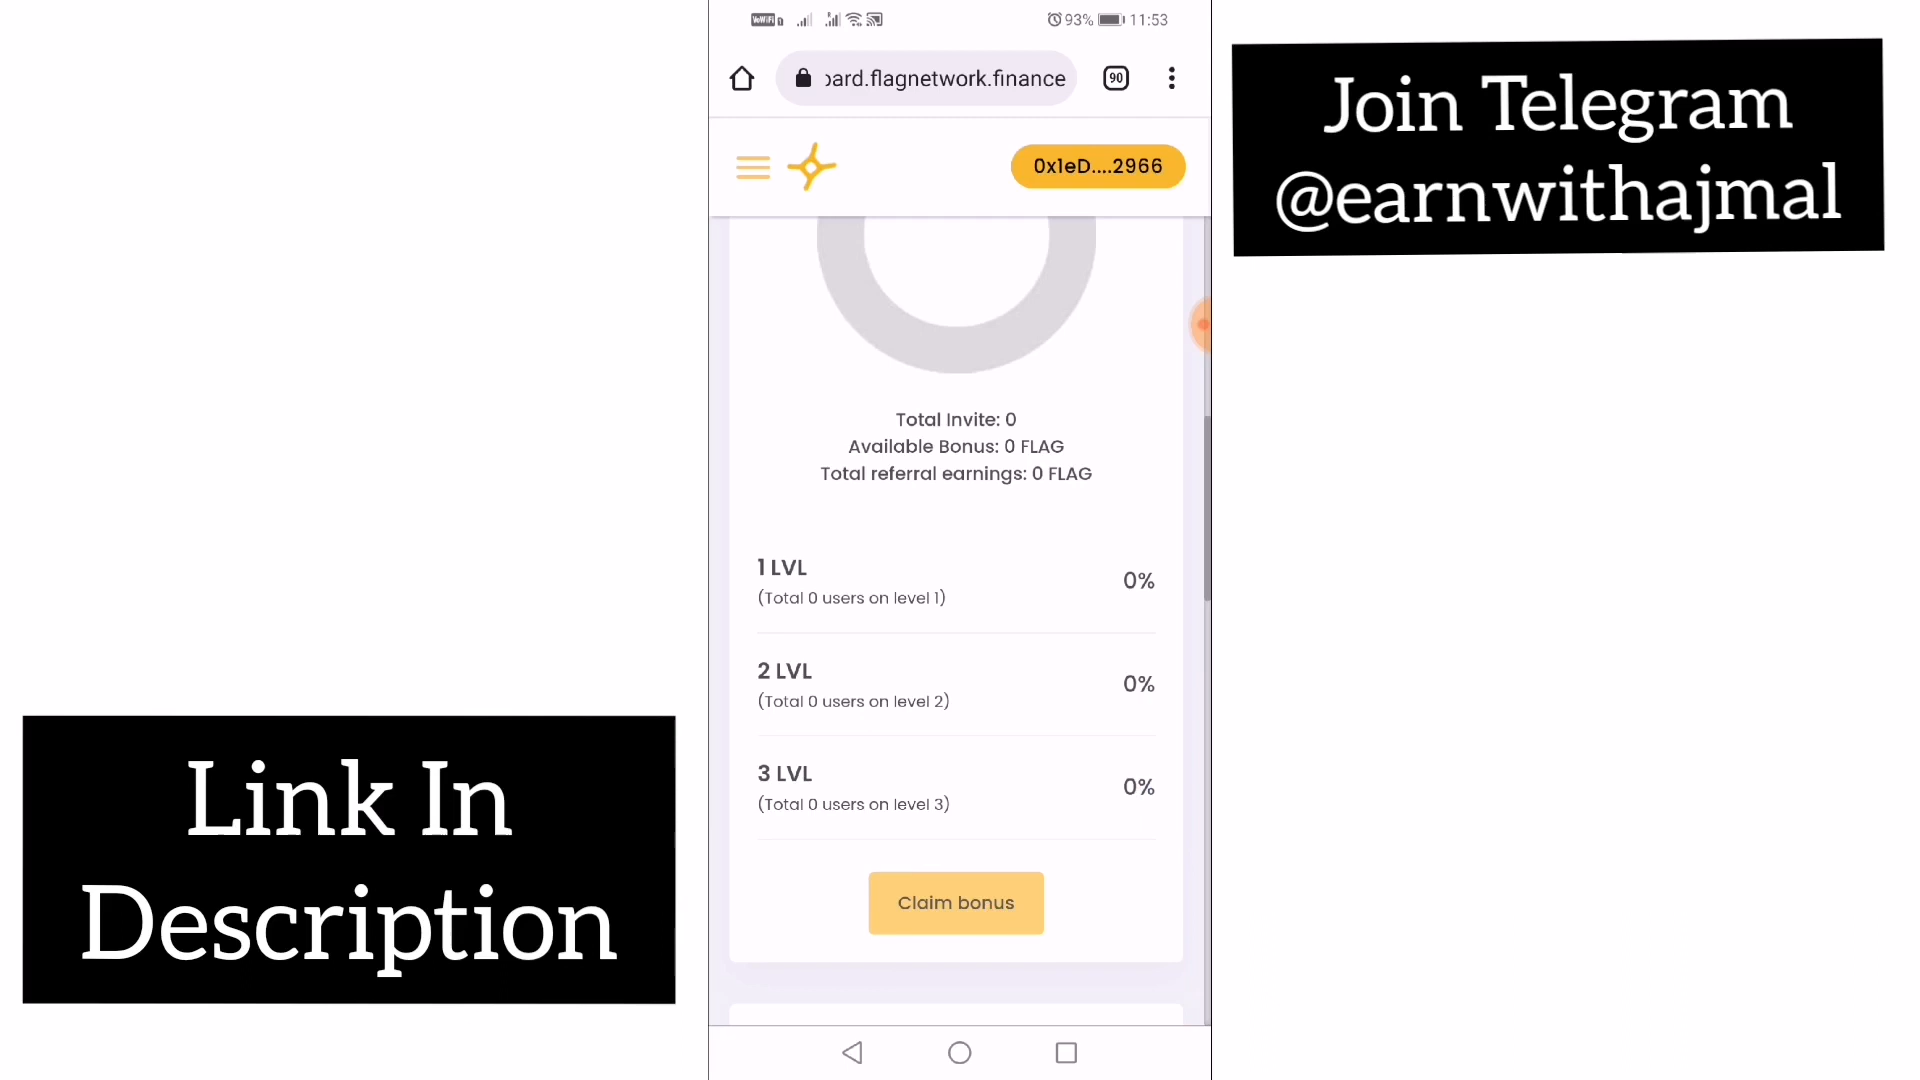 VoWiFi
93%
11:53
oard.flagnetwork.finance
90
0x1eD....2966
Total Invite: 0
Available Bonus: 0 FLAG
Total referral earnings: 0 FLAG
1 LVL
0%
(Total 0 users on level 1)
2 LVL
0%
(Total 0 users on level 2)
3 LVL
0%
(Total 0 users on level 3)
Claim bonus
Join Telegram
@earnwithajmal
Link In
Description